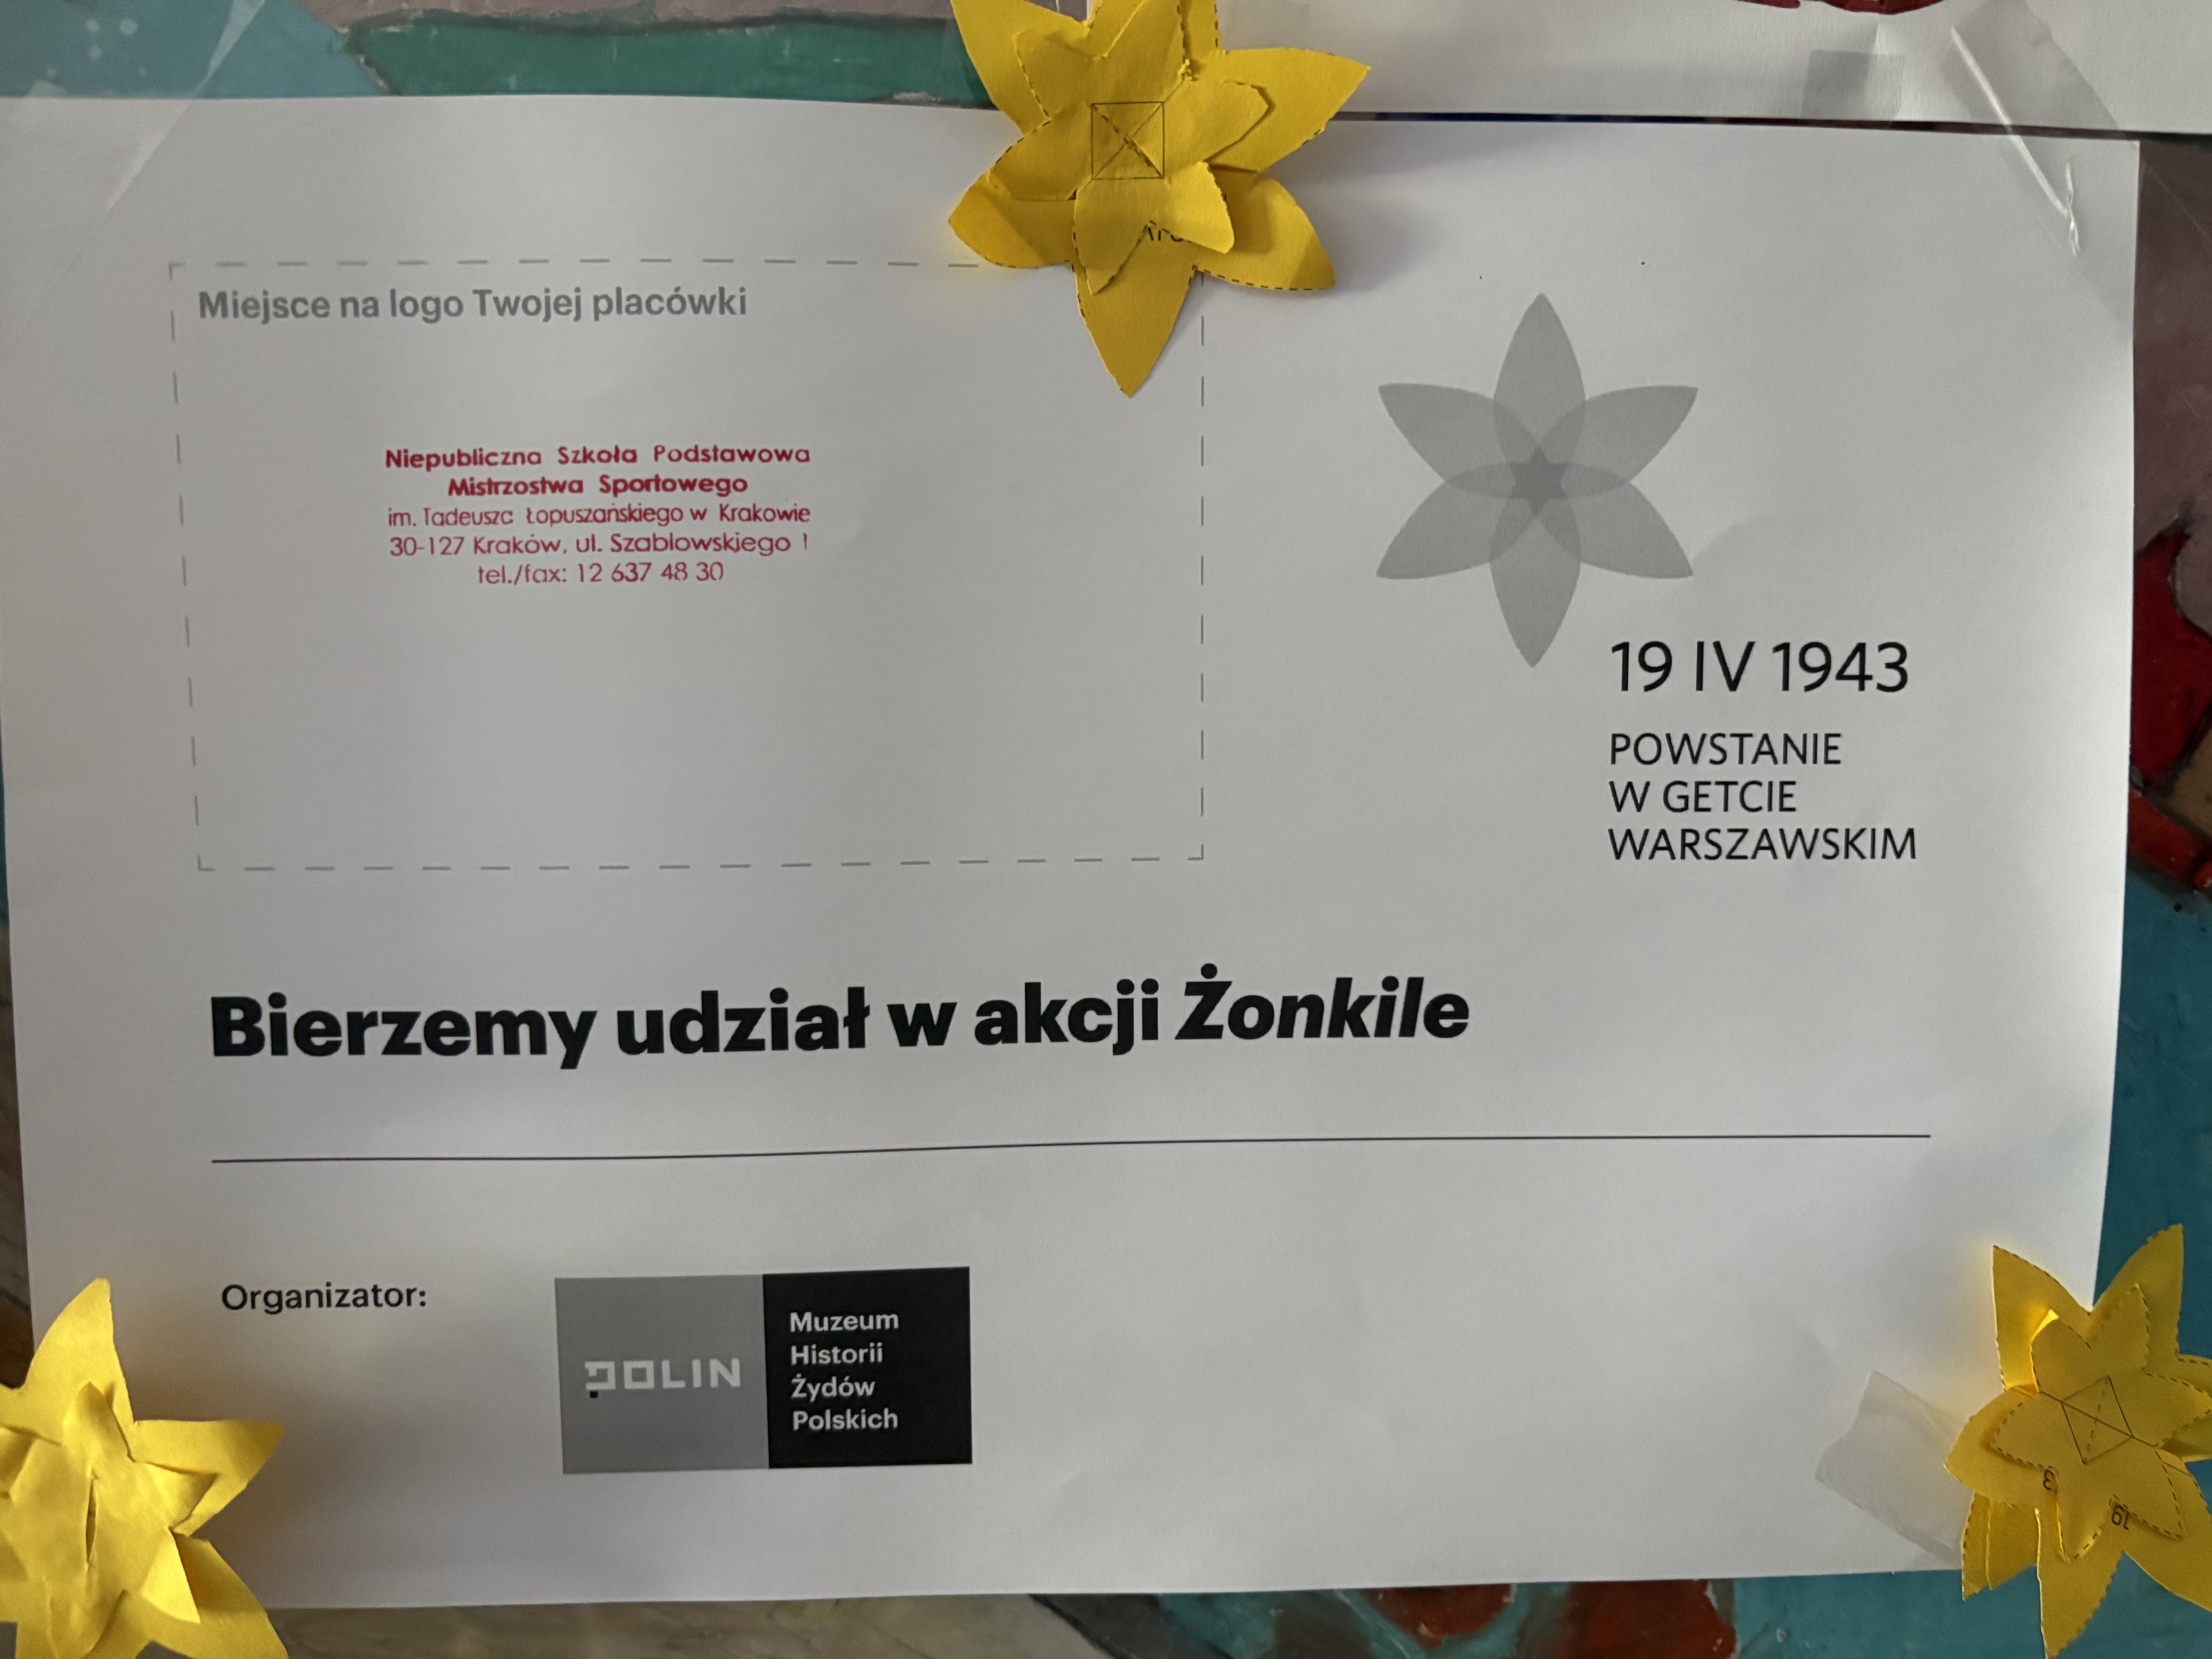 Miejsce na logo Twojej placówki
Niepubliczna Szkoła Podstawowa
Mistrzostwa Sportowego
im. Tadeusza Łopuszańskiego w Krakowie
30-127 Kraków, ul. Szablowskiego 1
tel./fax: 12 637 48 30
19 IV 1943
POWSTANIE
W GETCIE
WARSZAWSKIM
Bierzemy udział w akcji Żonkile
Organizator:
POLIN
Muzeum
Historii
Żydów
Polskich
3
19